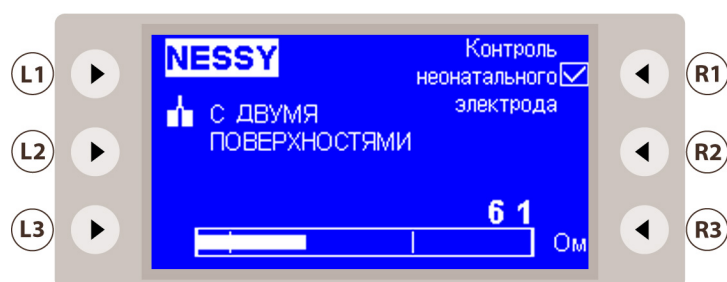 NESSY
Контроль
неонатального
электрода
С ДВУМЯ
ПОВЕРХНОСТЯМИ
6 1
Ом
L1
L2
L3
R1
R2
R3